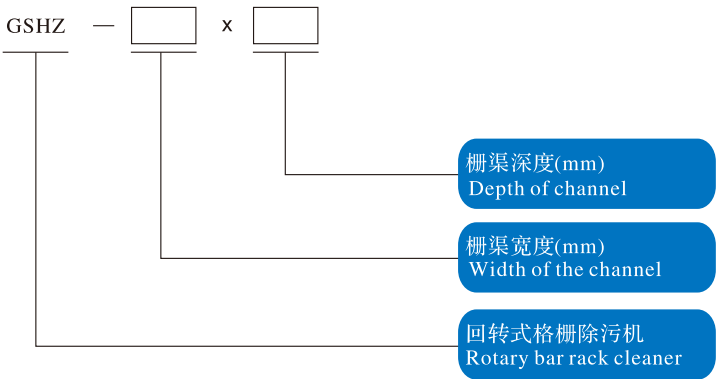 GSHZ — x
栅渠深度(mm)
Depth of channel
栅渠宽度(mm)
Width of the channel
回转式格栅除污机
Rotary bar rack cleaner